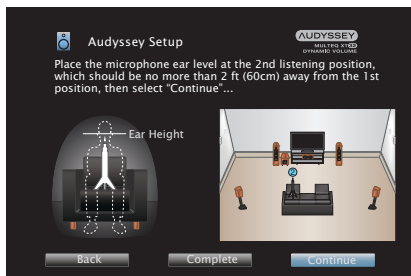 Audyssey Setup
AUDYSSEY
MULTEQ XT32
DYNAMIC VOLUME
Place the microphone ear level at the 2nd listening position,
which should be no more than 2 ft (60cm) away from the 1st
position, then select “Continue”...
Ear Height
2
Back
Complete
Continue